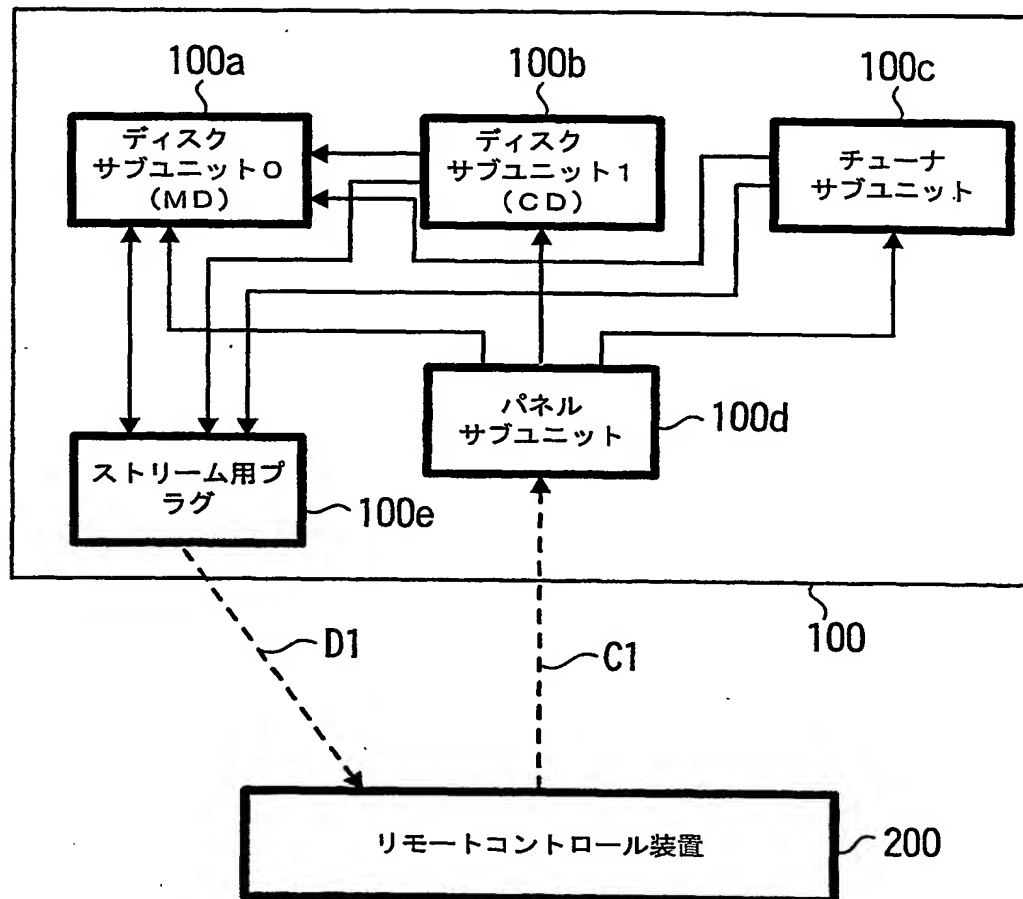 100a
100b
100c
ディスク
サブユニット0
(MD)
ディスク
サブユニット1
(CD)
チューナ
サブユニット
パネル
サブユニット
100d
ストリーム用プ
ラグ
100e
100
D1
C1
リモートコントロール装置
200